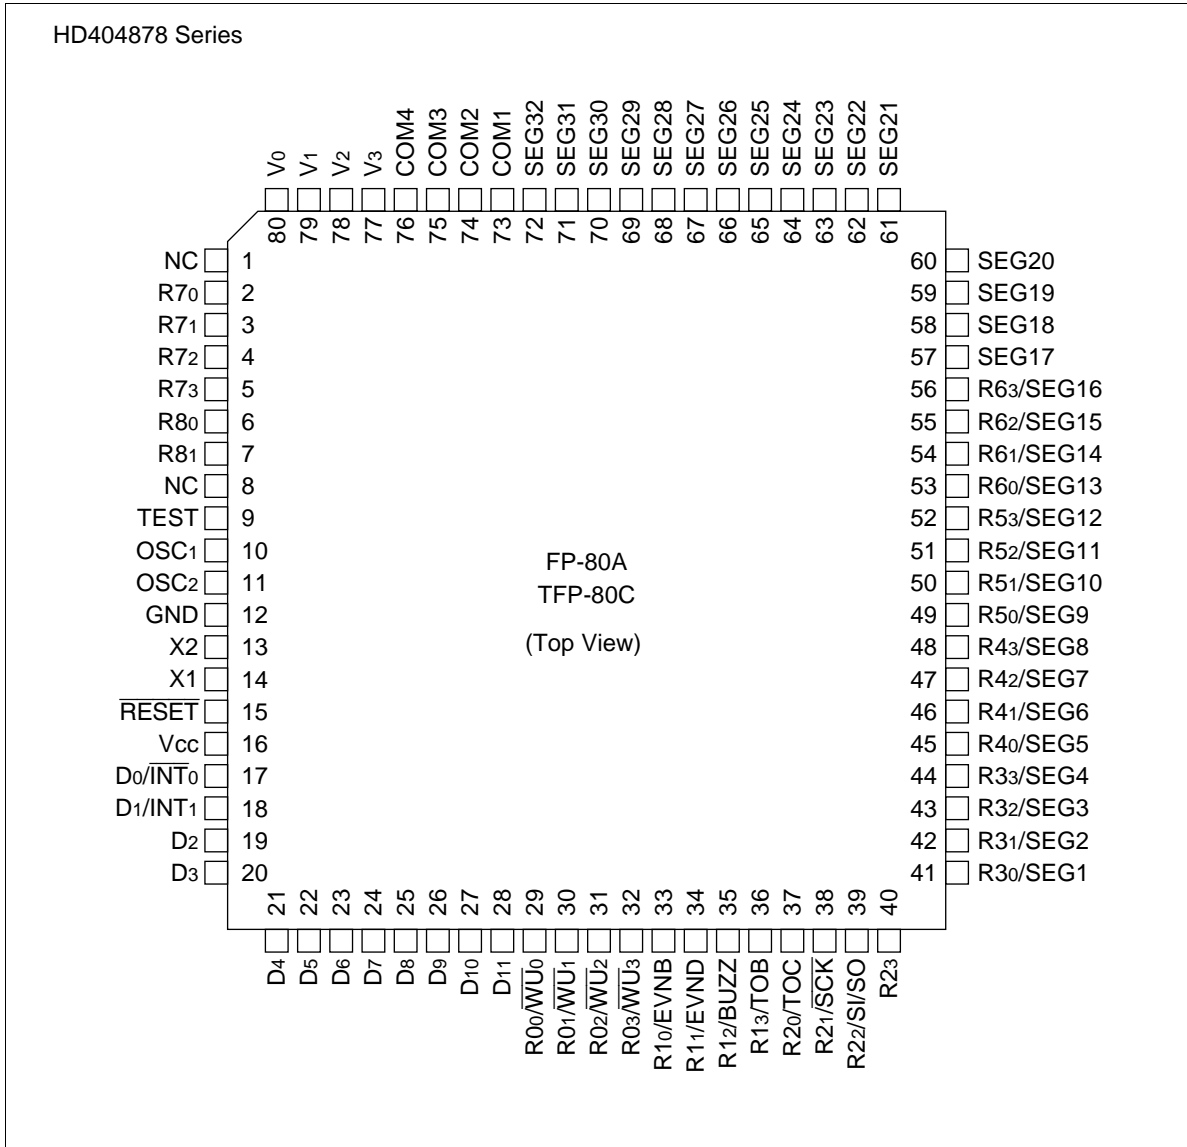 HD404878 Series
V0
V1
V2
V3
COM4
COM3
COM2
COM1
SEG32
SEG31
SEG30
SEG29
SEG28
SEG27
SEG26
SEG25
SEG24
SEG23
SEG22
SEG21
80
79
78
77
76
75
74
73
72
71
70
69
68
67
66
65
64
63
62
61
NC 1
R70 2
R71 3
R72 4
R73 5
R80 6
R81 7
NC 8
TEST 9
OSC1 10
OSC2 11
GND 12
X2 13
X1 14
RESET 15
Vcc 16
D0/INT0 17
D1/INT1 18
D2 19
D3 20
FP-80A
TFP-80C
(Top View)
60 SEG20
59 SEG19
58 SEG18
57 SEG17
56 R63/SEG16
55 R62/SEG15
54 R61/SEG14
53 R60/SEG13
52 R53/SEG12
51 R52/SEG11
50 R51/SEG10
49 R50/SEG9
48 R43/SEG8
47 R42/SEG7
46 R41/SEG6
45 R40/SEG5
44 R33/SEG4
43 R32/SEG3
42 R31/SEG2
41 R30/SEG1
21
22
23
24
25
26
27
28
29
30
31
32
33
34
35
36
37
38
39
40
D4
D5
D6
D7
D8
D9
D10
D11
R00/WU0
R01/WU1
R02/WU2
R03/WU3
R10/EVNB
R11/EVND
R12/BUZZ
R13/TOB
R20/TOC
R21/SCK
R22/SI/SO
R23